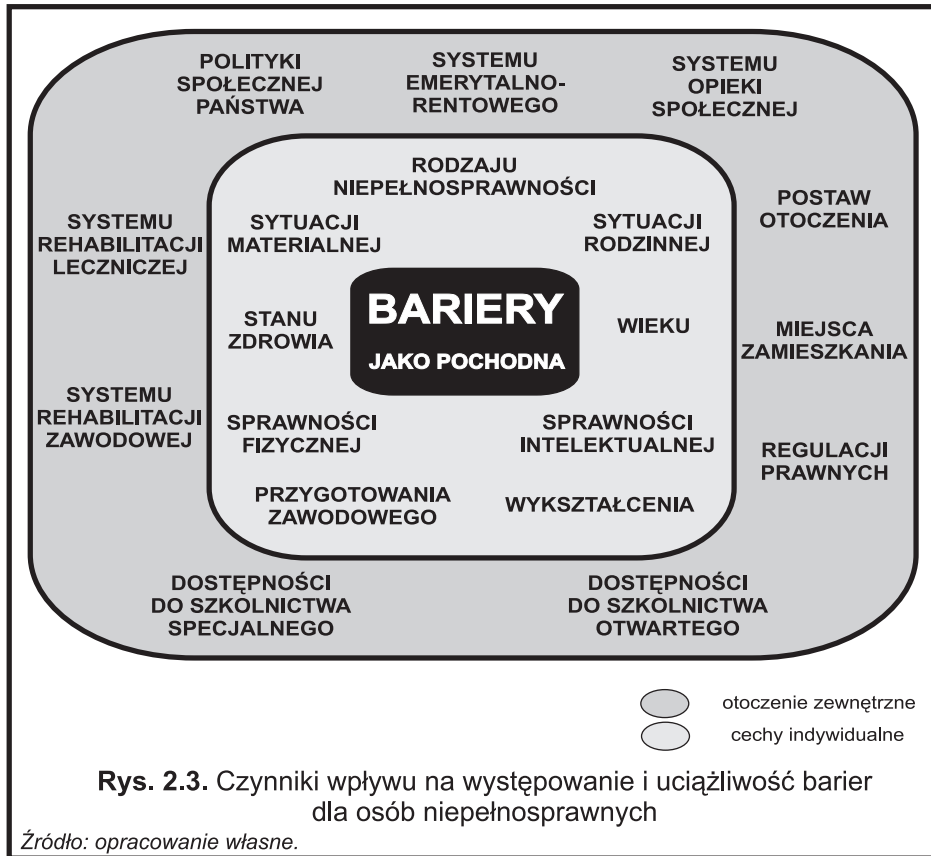 POLITYKI
SPOŁECZNEJ
PAŃSTWA
SYSTEMU
EMERYTALNO-
RENTOWEGO
SYSTEMU
OPIEKI
SPOŁECZNEJ
RODZAJU
NIEPEŁNOSPRAWNOŚCI
SYSTEMU
REHABILITACJI
LECZNICZEJ
SYTUACJI
MATERIALNEJ
SYTUACJI
RODZINNEJ
POSTAW
OTOCZENIA
STANU
ZDROWIA
BARIERY
JAKO POCHODNA
WIEKU
MIEJSCA
ZAMIESZKANIA
SYSTEMU
REHABILITACJI
ZAWODOWEJ
SPRAWNOŚCI
FIZYCZNEJ
SPRAWNOŚCI
INTELEKTUALNEJ
REGULACJI
PRAWNYCH
PRZYGOTOWANIA
ZAWODOWEGO
WYKSZTAŁCENIA
DOSTĘPNOŚCI
DO SZKOLNICTWA
SPECJALNEGO
DOSTĘPNOŚCI
DO SZKOLNICTWA
OTWARTEGO
otoczenie zewnętrzne
cechy indywidualne
Rys. 2.3. Czynniki wpływu na występowanie i uciążliwość barier
dla osób niepełnosprawnych
Źródło: opracowanie własne.